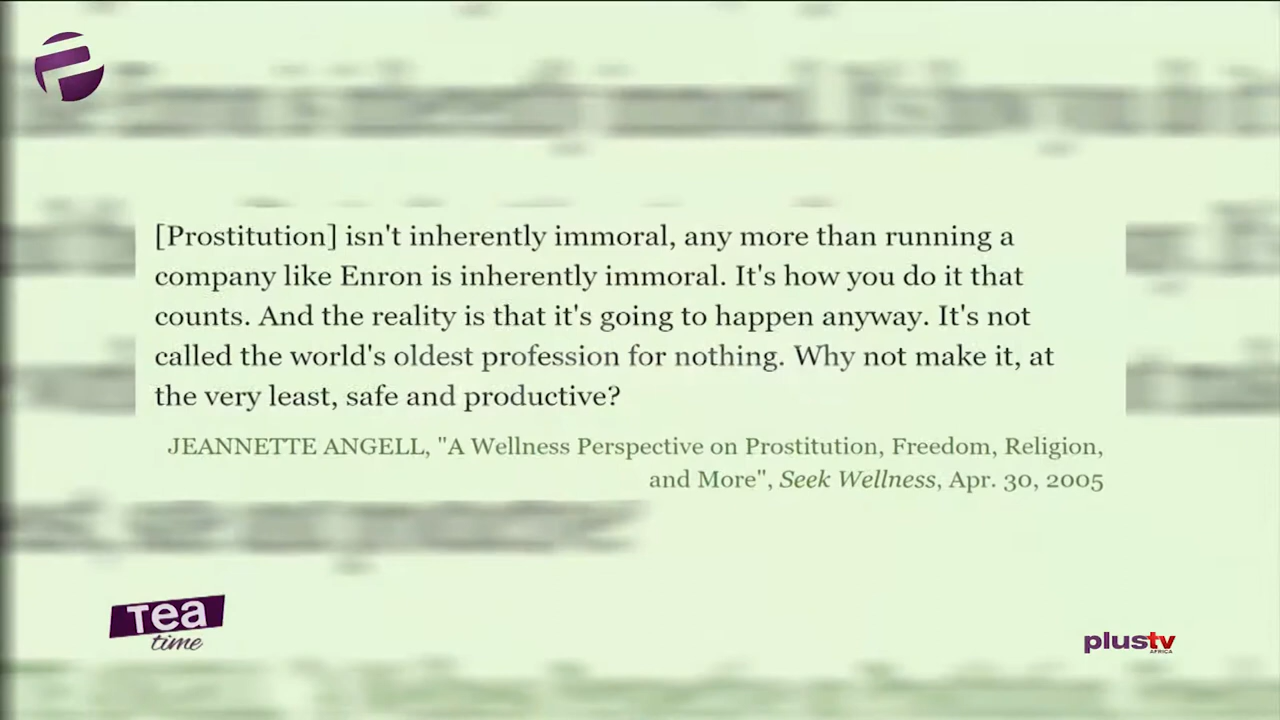 [Prostitution] isn't inherently immoral, any more than running a
company like Enron is inherently immoral. It's how you do it that
counts. And the reality is that it's going to happen anyway. It's not
called the world's oldest profession for nothing. Why not make it, at
the very least, safe and productive?
JEANNETTE ANGELL, "A Wellness Perspective on Prostitution, Freedom, Religion,
and More", Seek Wellness, Apr. 30, 2005
Tea
time
plustv
AFRICA